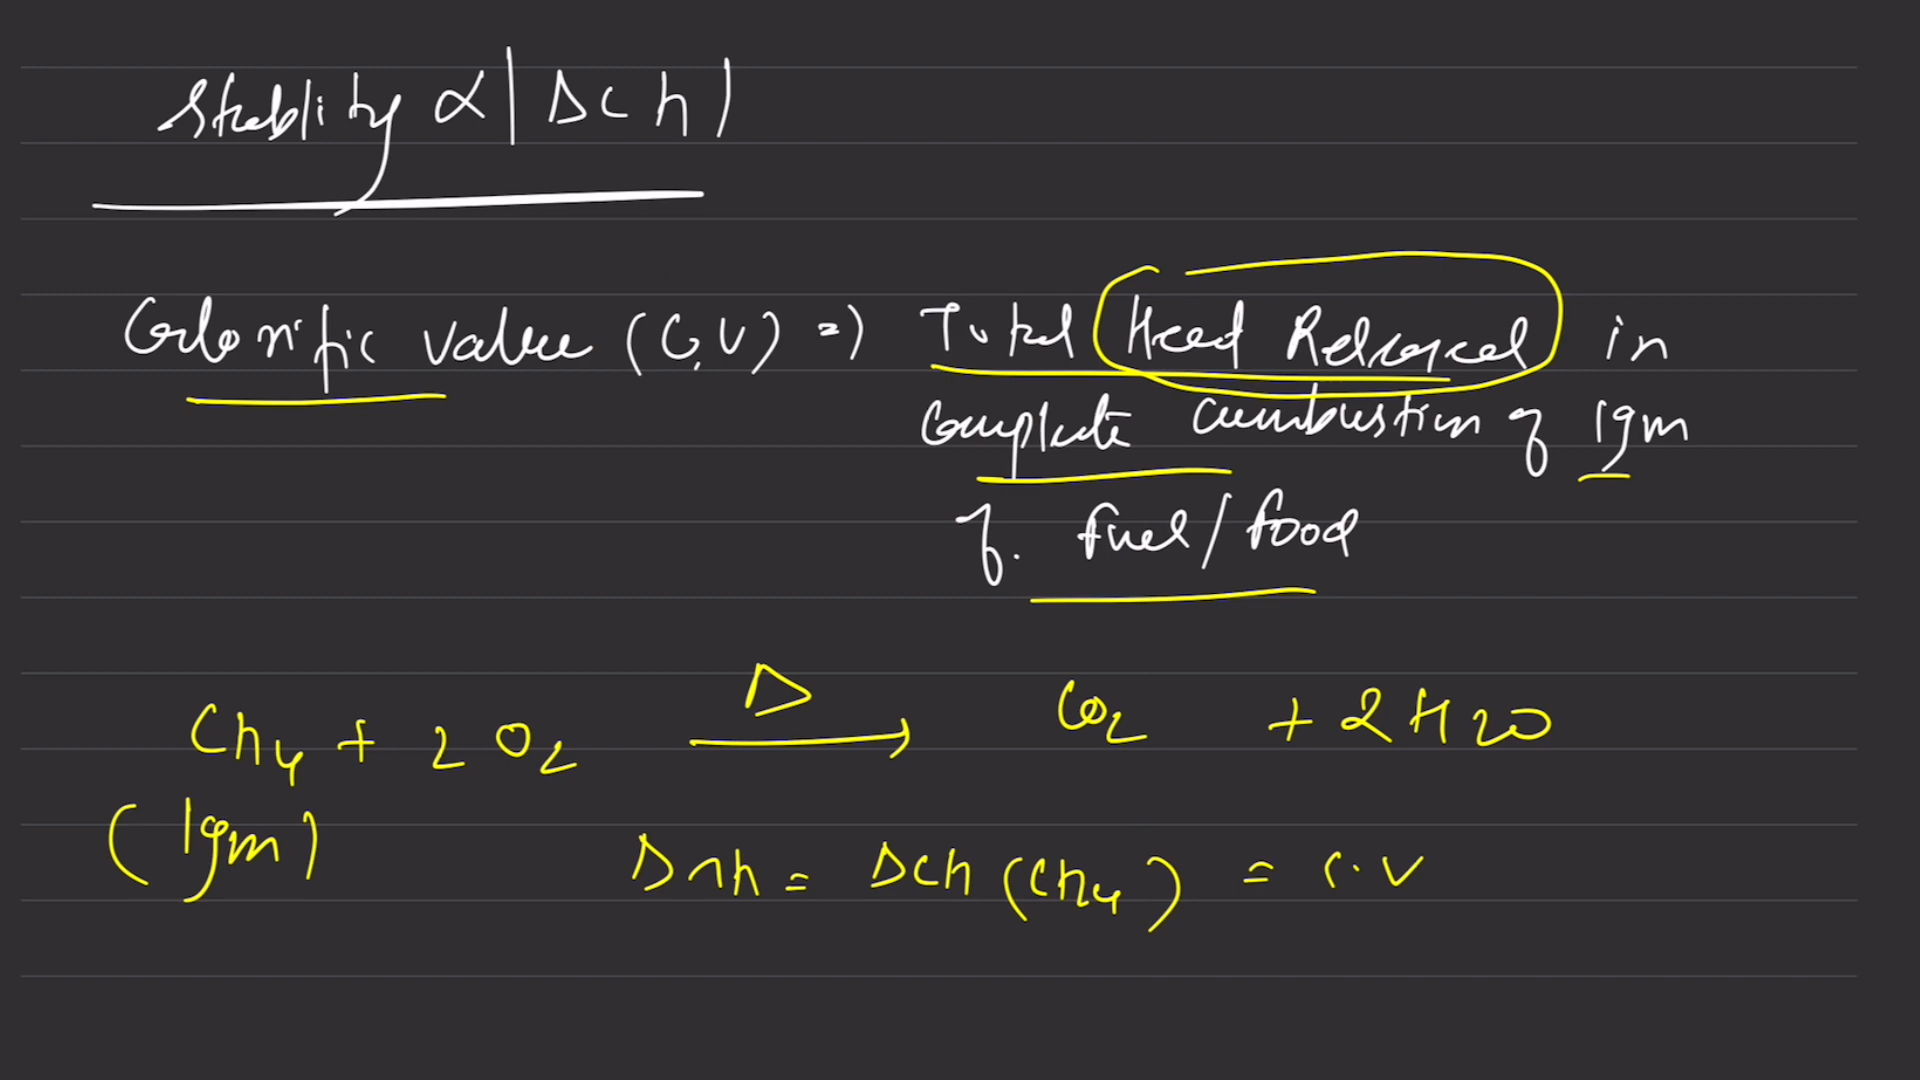 Stability α |Δch|
Calorific value (C.V) =) Total Heat Released in
complete combustion of 1gm
of. fuel/food
Δ
Ch4 + 2O2 → CO2 + 2H2O
(1gm)
Δrh = Δch (Ch4) = C.V